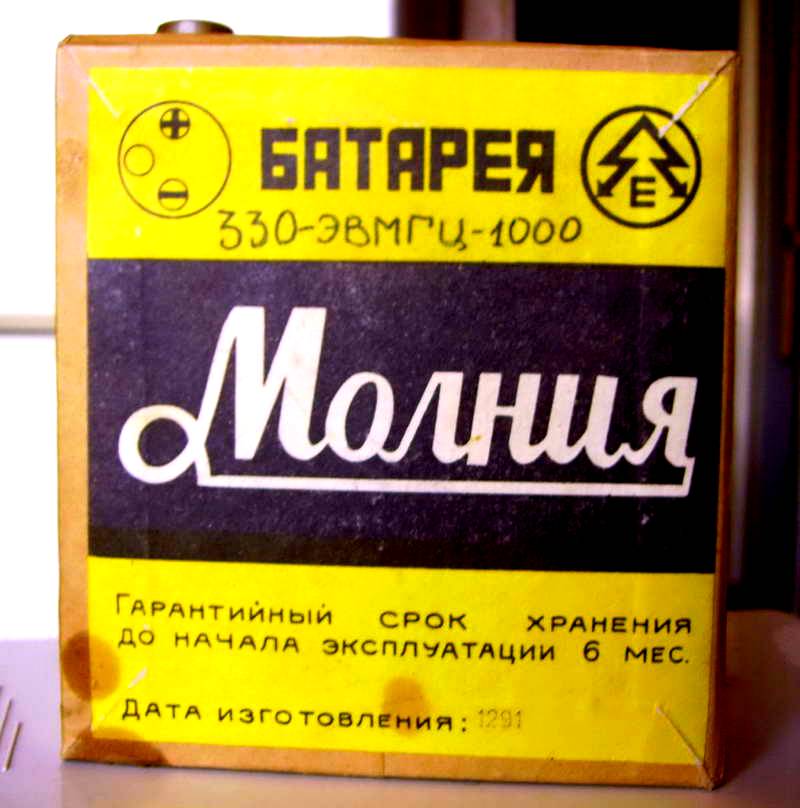 БАТАРЕЯ
Е
330-ЭВМГЦ-1000
Молния
ГАРАНТИЙНЫЙ СРОК ХРАНЕНИЯ
ДО НАЧАЛА ЭКСПЛУАТАЦИИ 6 МЕС.
ДАТА ИЗГОТОВЛЕНИЯ: 1291